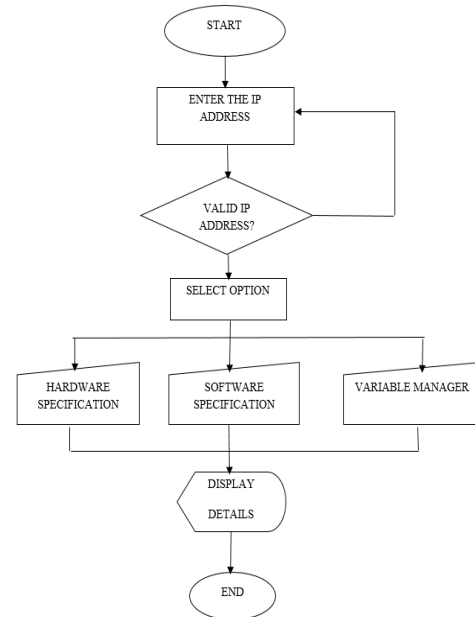 START
ENTER THE IP
ADDRESS
VALID IP
ADDRESS?
SELECT OPTION
HARDWARE
SPECIFICATION
SOFTWARE
SPECIFICATION
VARIABLE MANAGER
DISPLAY
DETAILS
END